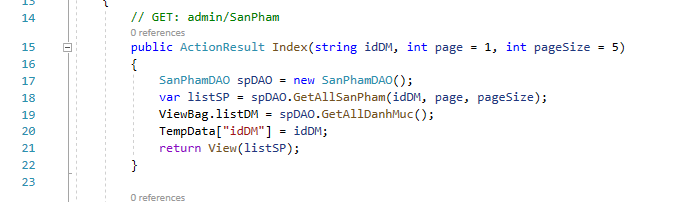 14 // GET: admin/SanPham
0 references
15 public ActionResult Index(string idDM, int page = 1, int pageSize = 5)
16 {
17 SanPhamDAO spDAO = new SanPhamDAO();
18 var listSP = spDAO.GetAllSanPham(idDM, page, pageSize);
19 ViewBag.listDM = spDAO.GetAllDanhMuc();
20 TempData["idDM"] = idDM;
21 return View(listSP);
22 }
23
0 references